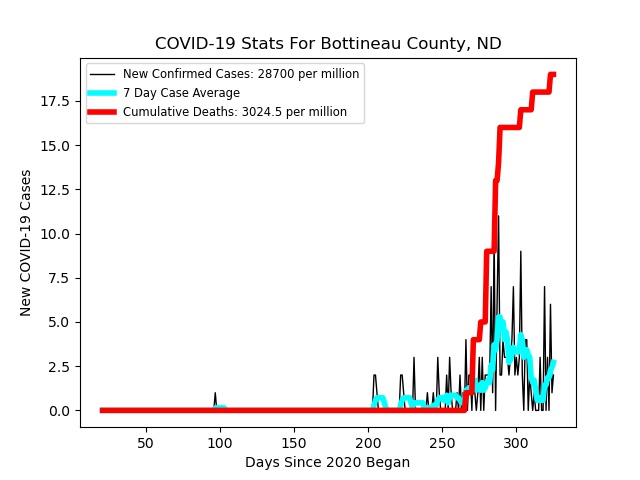 COVID-19 Stats For Bottineau County, ND
New Confirmed Cases: 28700 per million
7 Day Case Average
Cumulative Deaths: 3024.5 per million
New COVID-19 Cases
17.5
15.0
12.5
10.0
7.5
5.0
2.5
0.0
50 100 150 200 250 300
Days Since 2020 Began